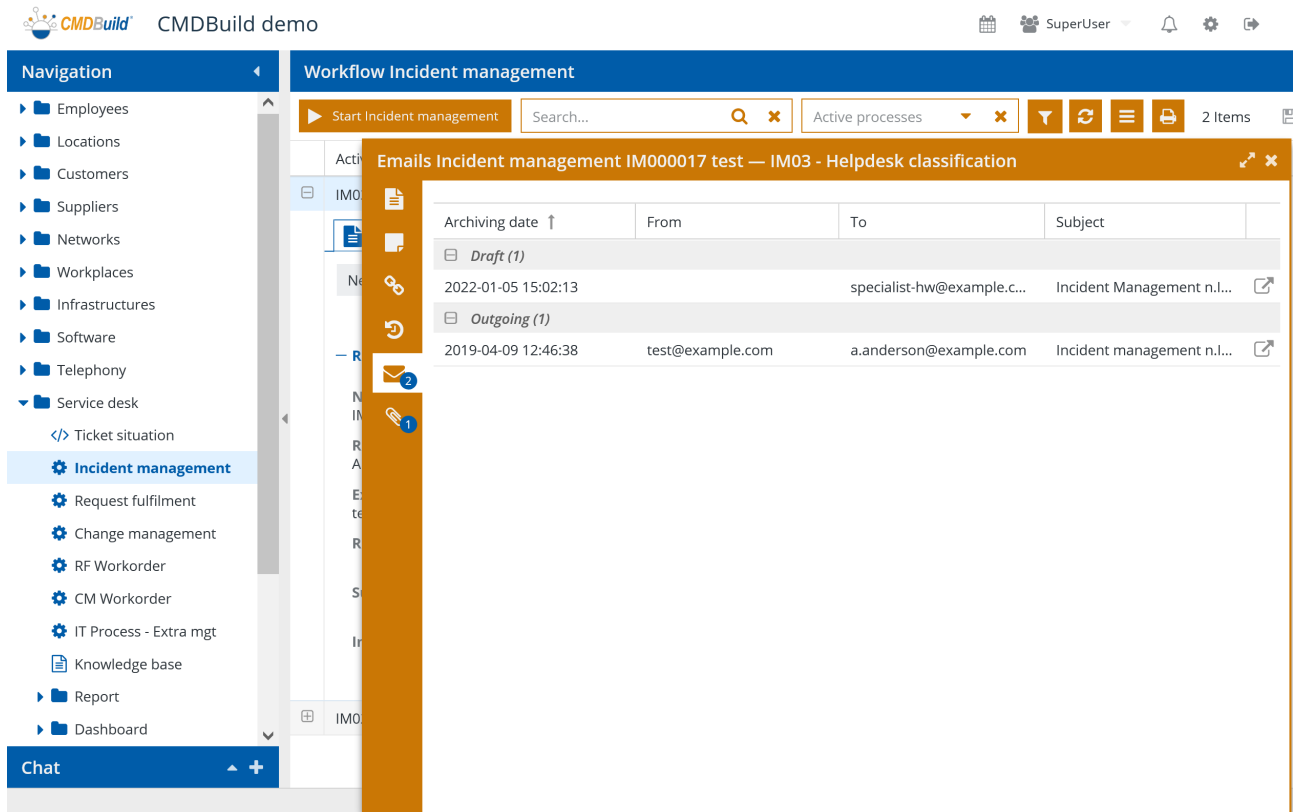 CMDBuild CMDBuild demo SuperUser
Navigation
Employees
Locations
Customers
Suppliers
Networks
Workplaces
Infrastructures
Software
Telephony
Service desk
Ticket situation
Incident management
Request fulfilment
Change management
RF Workorder
CM Workorder
IT Process - Extra mgt
Knowledge base
Report
Dashboard
Chat
Workflow Incident management
Start Incident management Search... Active processes 2 Items
Emails Incident management IM000017 test — IM03 - Helpdesk classification
Archiving date From To Subject
Draft (1)
2022-01-05 15:02:13 specialist-hw@example.c... Incident Management n.I...
Outgoing (1)
2019-04-09 12:46:38 test@example.com a.anderson@example.com Incident management n.I...
2
1